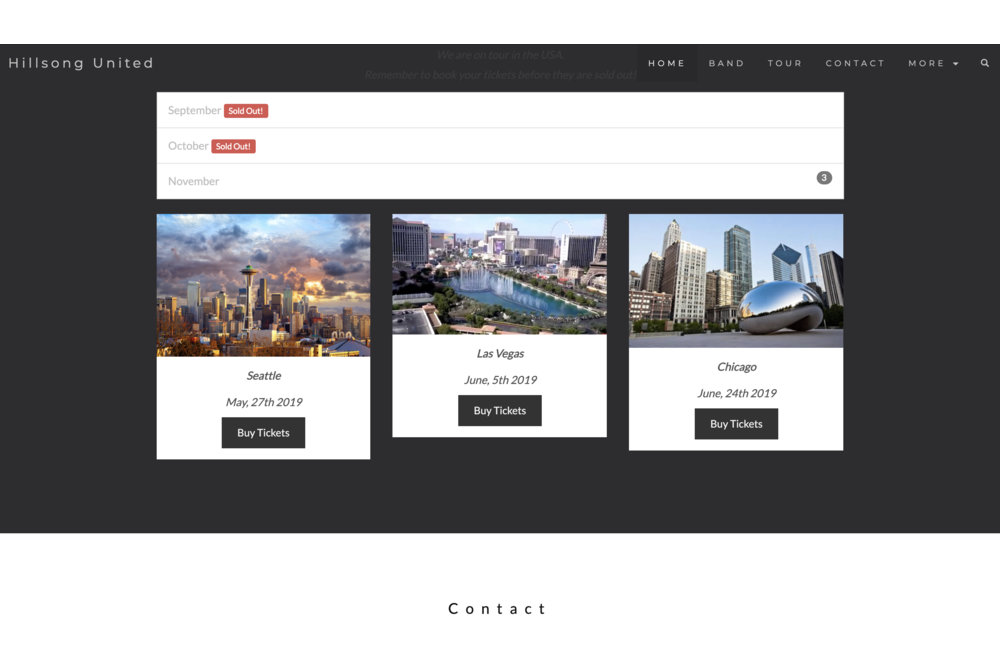 We are on tour in the USA
Hillsong United
HOME BAND TOUR CONTACT MORE
Remember to book your tickets before they are sold out!
September Sold Out!
October Sold Out!
November 3
Seattle
May, 27th 2019
Buy Tickets
Las Vegas
June, 5th 2019
Buy Tickets
Chicago
June, 24th 2019
Buy Tickets
Contact